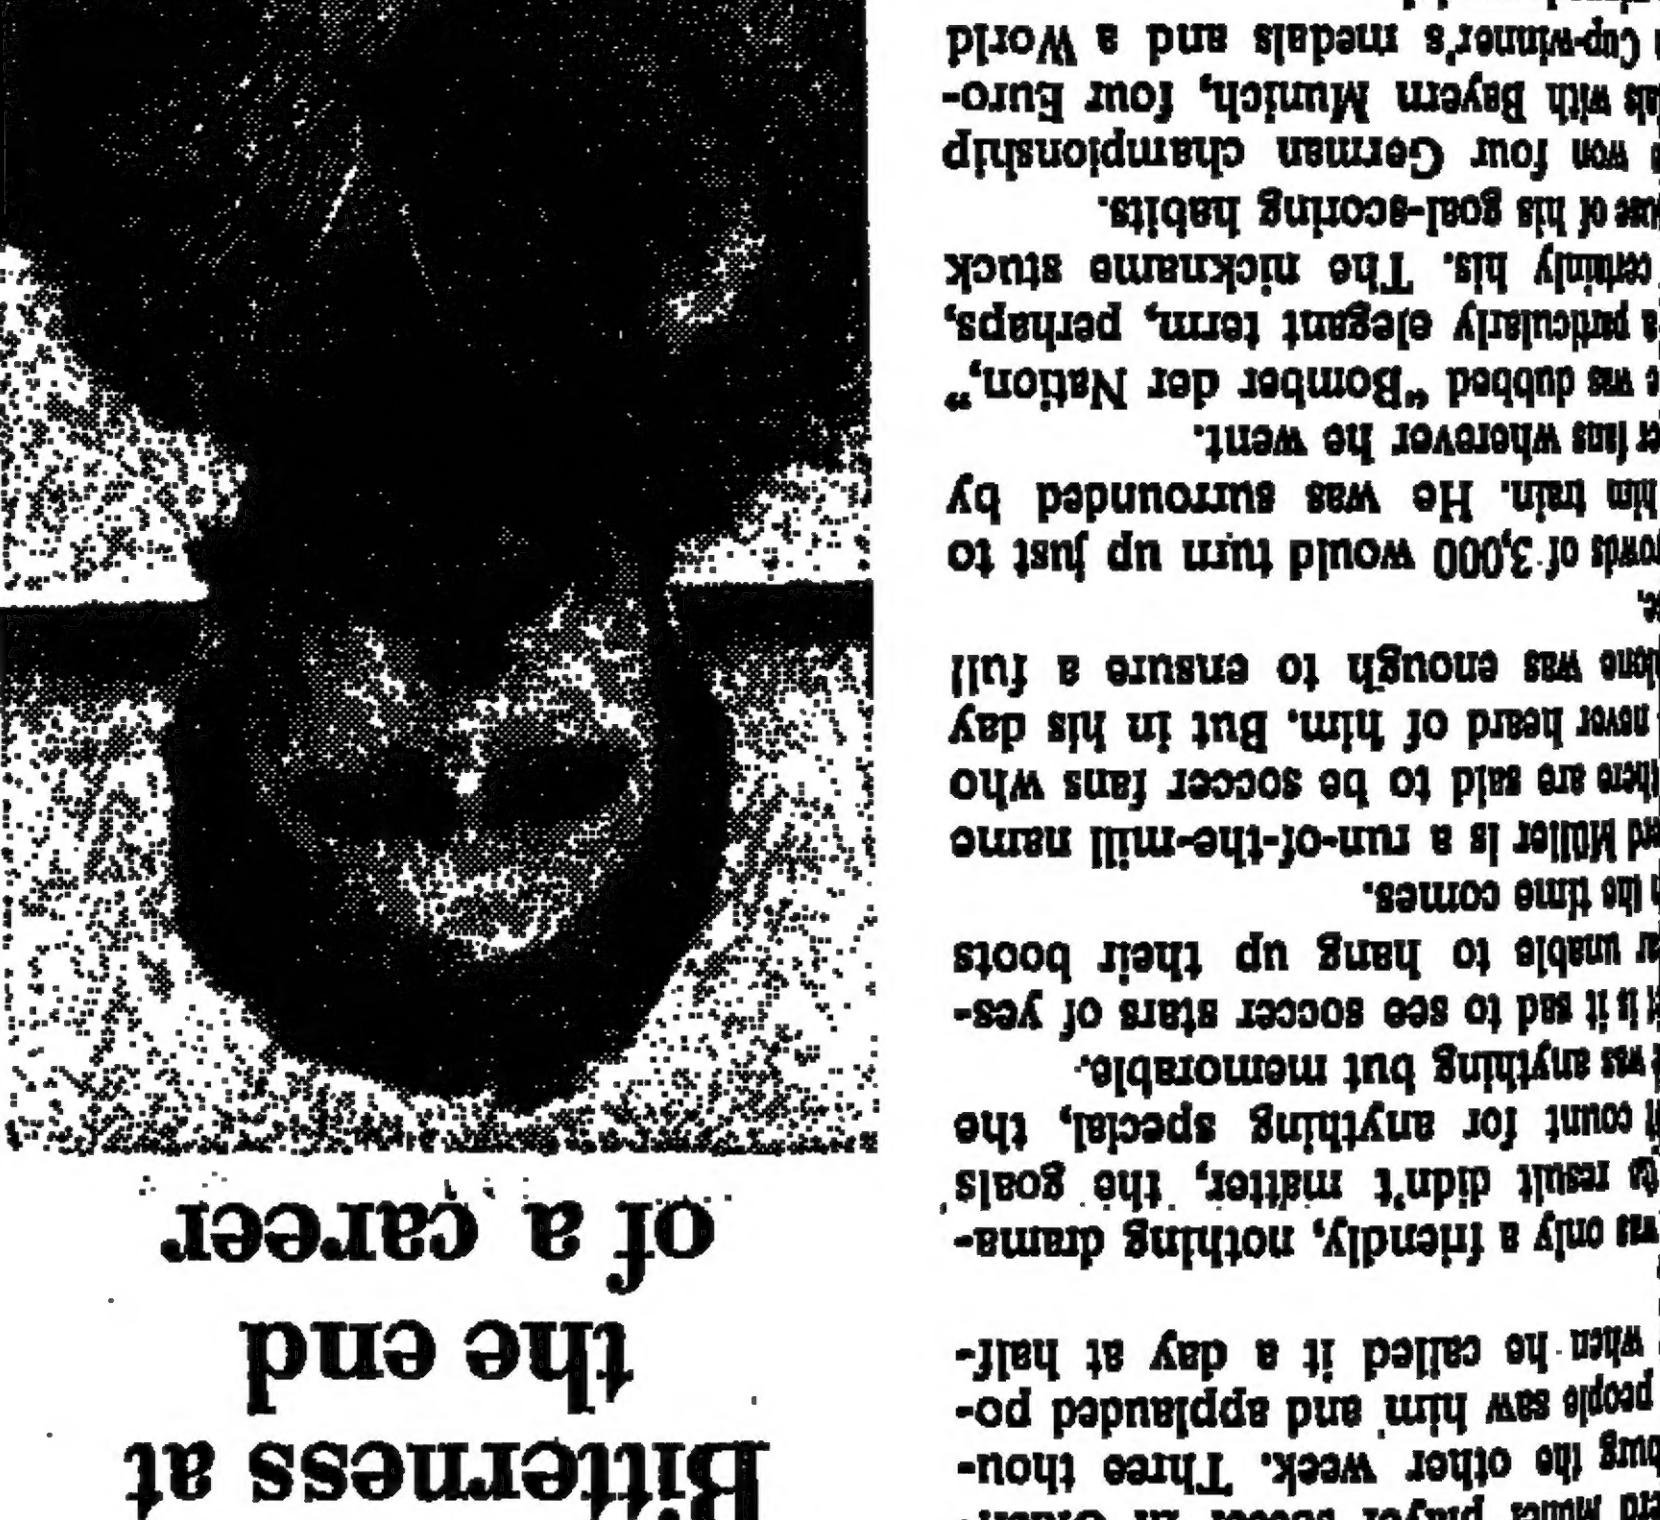 Bitterness at
the end
of a career
Müller player soccer in
the other week. Three thou-
people saw him and applauded po-
when he called it a day at half-
was only a friendly, nothing drama-
result didn't matter, the goals
count for anything special, the
was anything but memorable.
is it sad to see soccer stars of yes-
unable to hang up their boots
the time comes.
Müller is a run-of-the-mill name
there are said to be soccer fans who
never heard of him. But in his day
was enough to ensure a full
of 3,000 would turn up just to
him train. He was surrounded by
fans wherever he went.
was dubbed "Bomber der Nation,"
a particularly elegant term, perhaps,
certainly his. The nickname stuck
of his goal-scoring habits.
won four German championship
with Bayern Munich, four Euro-
Cup-winner's medals and a World